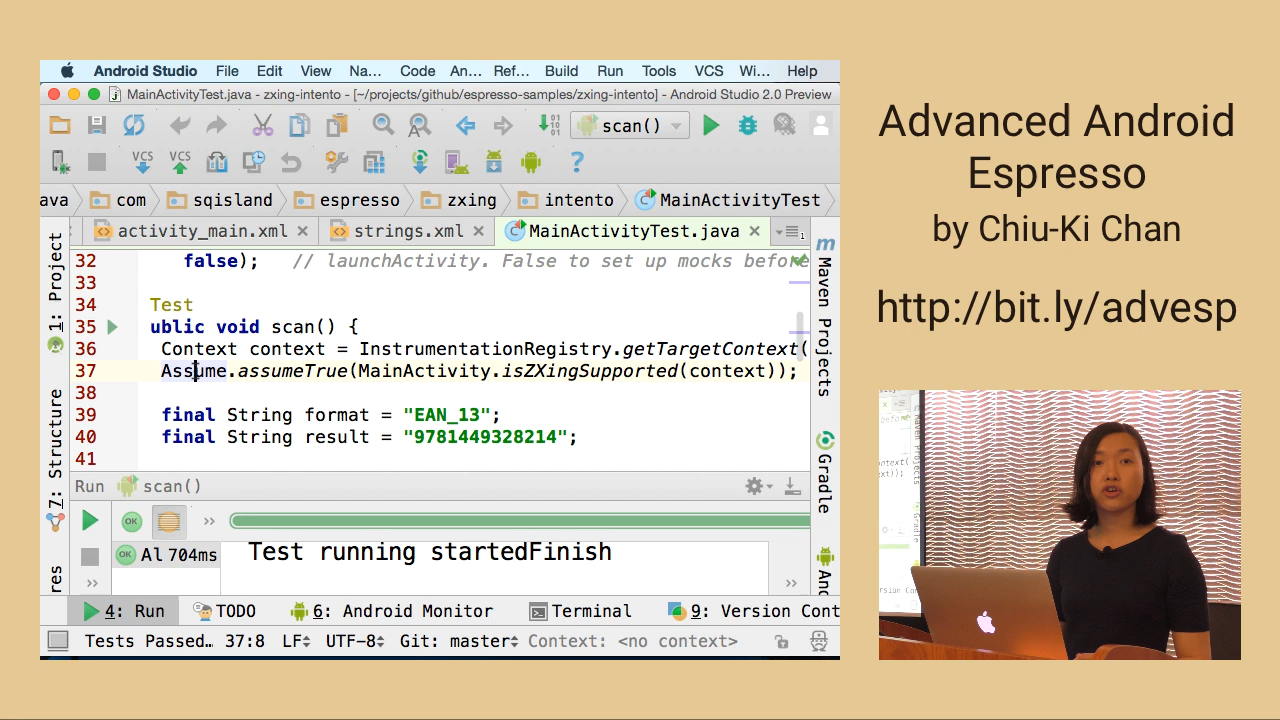 Android Studio File Edit View Na... Code An... Ref... Build Run Tools VCS Wi... Help
MainActivityTest.java - zxing-intento - [~/projects/github/espresso-samples/zxing-intento] - Android Studio 2.0 Preview
scan()
VCS VCS ?
ava com sqisland espresso zxing intento MainActivityTest
activity_main.xml strings.xml MainActivityTest.java
32 false); // launchActivity. False to set up mocks before
33
34 Test
35 ublic void scan() {
36 Context context = InstrumentationRegistry.getTargetContext(
37 Assume.assumeTrue(MainActivity.isZXingSupported(context));
38
39 final String format = "EAN_13";
40 final String result = "9781449328214";
41
1: Project
7: Structure
res
Maven Projects
Gradle
And
Run scan()
OK
OK Al 704ms
Test running startedFinish
4: Run TODO 6: Android Monitor Terminal 9: Version Cont
Tests Passed… 37:8 LF UTF-8 Git: master Context: <no context>
Advanced Android
Espresso
by Chiu-Ki Chan
http://bit.ly/advesp